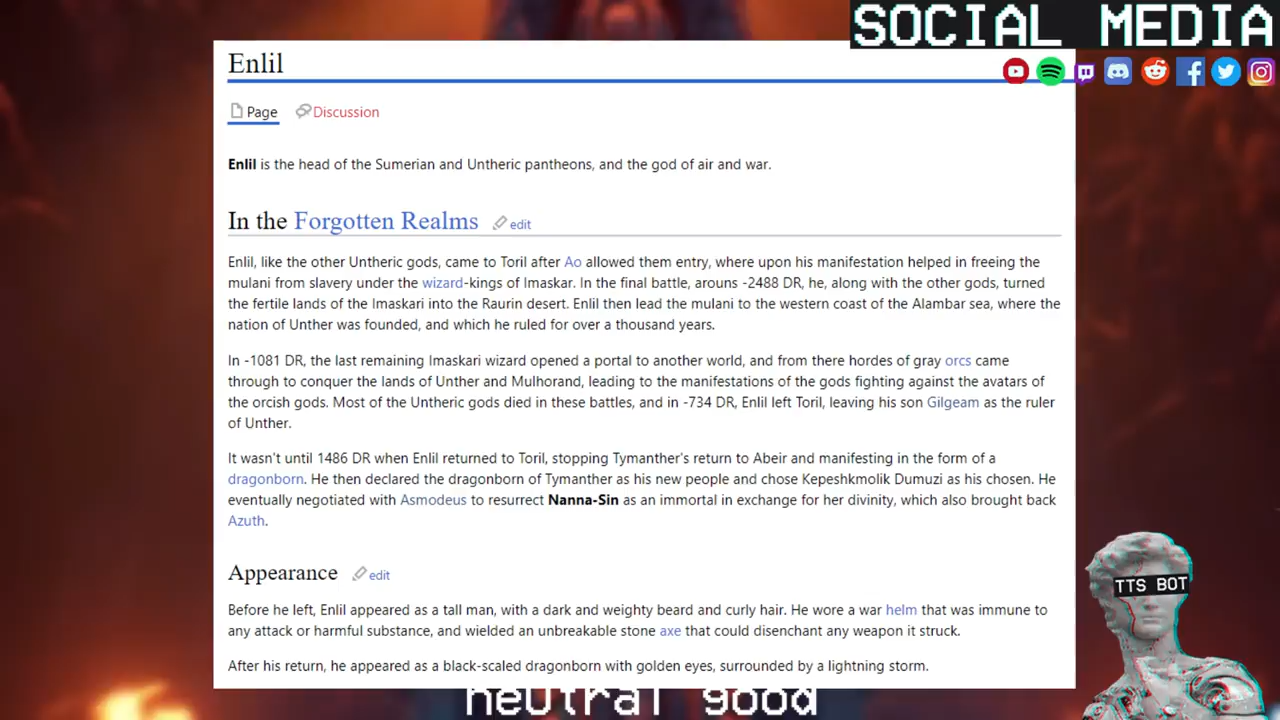 SOCIAL MEDIA
Enlil
Page
Discussion
Enlil is the head of the Sumerian and Untheric pantheons, and the god of air and war.
In the Forgotten Realms
edit
Enlil, like the other Untheric gods, came to Toril after Ao allowed them entry, where upon his manifestation helped in freeing the
mulani from slavery under the wizard-kings of Imaskar. In the final battle, arouns -2488 DR, he, along with the other gods, turned
the fertile lands of the Imaskari into the Raurin desert. Enlil then lead the mulani to the western coast of the Alambar sea, where the
nation of Unther was founded, and which he ruled for over a thousand years.
In -1081 DR, the last remaining Imaskari wizard opened a portal to another world, and from there hordes of gray orcs came
through to conquer the lands of Unther and Mulhorand, leading to the manifestations of the gods fighting against the avatars of
the orcish gods. Most of the Untheric gods died in these battles, and in -734 DR, Enlil left Toril, leaving his son Gilgeam as the ruler
of Unther.
It wasn't until 1486 DR when Enlil returned to Toril, stopping Tymanther's return to Abeir and manifesting in the form of a
dragonborn. He then declared the dragonborn of Tymanther as his new people and chose Kepeshkmolik Dumuzi as his chosen. He
eventually negotiated with Asmodeus to resurrect Nanna-Sin as an immortal in exchange for her divinity, which also brought back
Azuth.
Appearance
edit
Before he left, Enlil appeared as a tall man, with a dark and weighty beard and curly hair. He wore a war helm that was immune to
any attack or harmful substance, and wielded an unbreakable stone axe that could disenchant any weapon it struck.
After his return, he appeared as a black-scaled dragonborn with golden eyes, surrounded by a lightning storm.
TTS BOT
neutral good